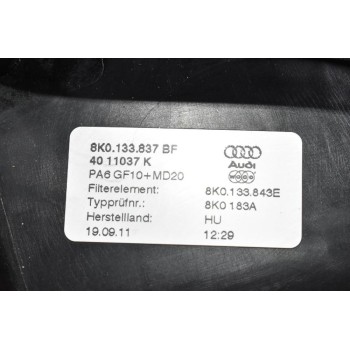 8K0.133.837 BF
40 11037 K
Audi
PA6 GF10+MD20
Filterelement: 8K0.133.843E
Typprüfnr.: 8K0 183A
Herstelland: HU
19.09.11 12:29